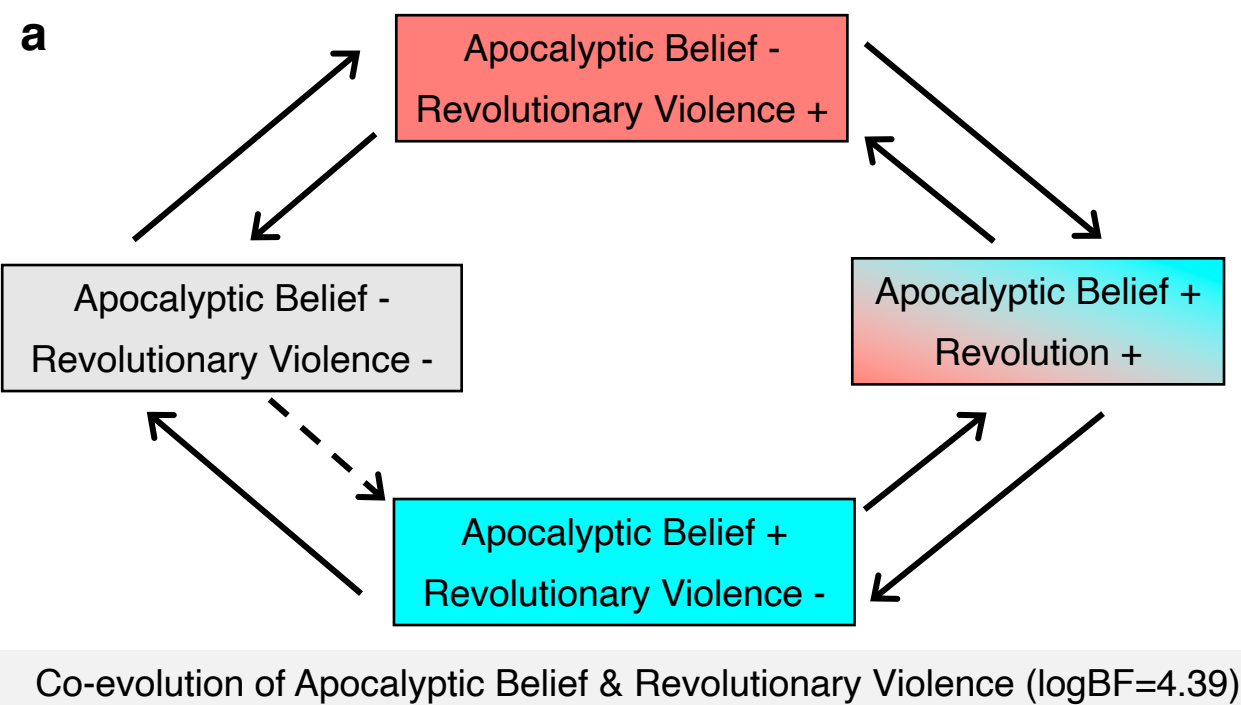 a
Apocalyptic Belief -
Revolutionary Violence +
Apocalyptic Belief -
Revolutionary Violence -
Apocalyptic Belief +
Revolution +
Apocalyptic Belief +
Revolutionary Violence -
Co-evolution of Apocalyptic Belief & Revolutionary Violence (logBF=4.39)